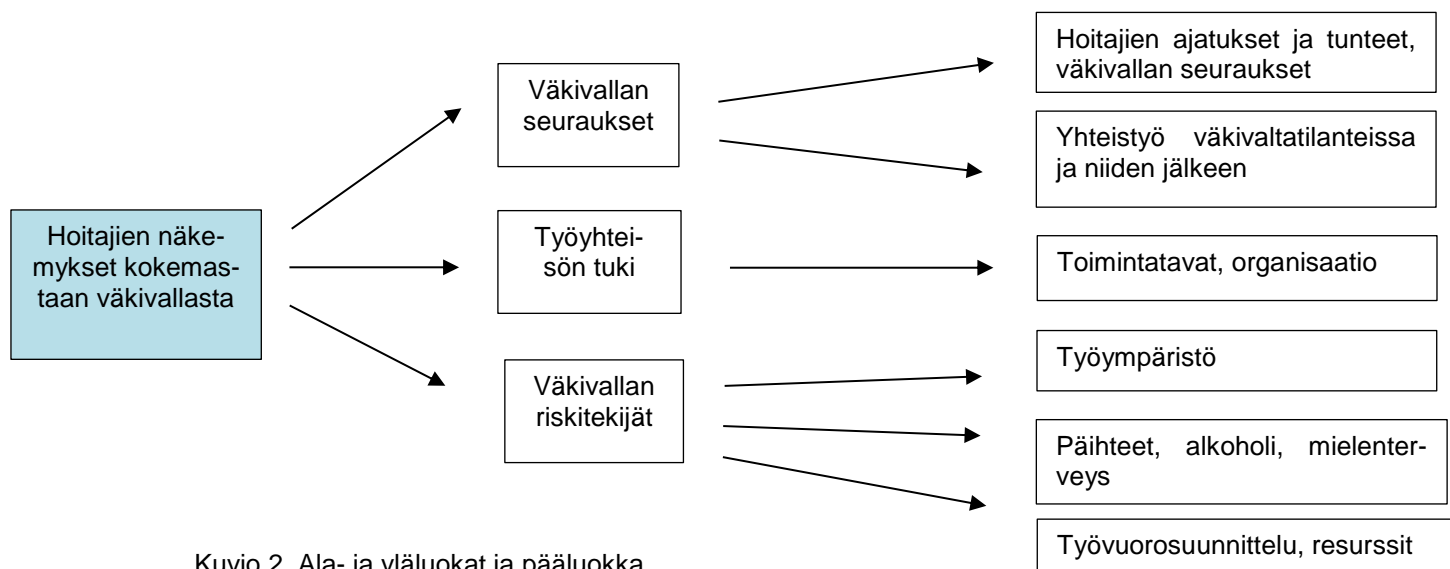 Hoitajien näke-
mykset kokemas-
taan väkivallasta
Väkivallan
seuraukset
Työyhtei-
sön tuki
Väkivallan
riskitekijät
Hoitajien ajatukset ja tunteet,
väkivallan seuraukset
Yhteistyö väkivaltatilanteissa
ja niiden jälkeen
Toimintatavat, organisaatio
Työympäristö
Päihteet, alkoholi, mielenter-
veys
Työvuorosuunnittelu, resurssit
Kuvio 2. Ala- ja yläluokat ja pääluokka